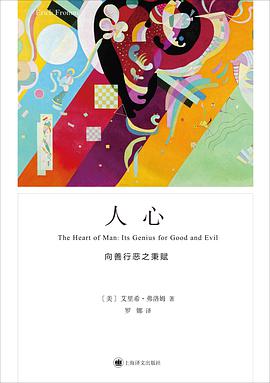 Erich Fromm
人心
The Heart of Man: Its Genius for Good and Evil
向善行恶之秉赋
［美］艾里希·弗洛姆 著
罗娜 译
上海译文出版社